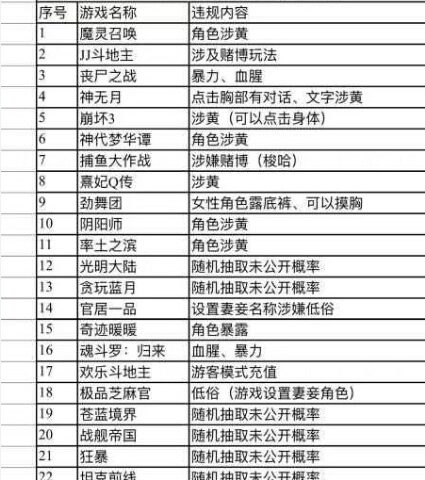 序号 游戏名称 违规内容
1 魔灵召唤 角色涉黄
2 JJ斗地主 涉及赌博玩法
3 丧尸之战 暴力、血腥
4 神无月 点击胸部有对话、文字涉黄
5 崩坏3 涉黄（可以点击身体）
6 神代梦华谭 角色涉黄
7 捕鱼大作战 涉嫌赌博（梭哈）
8 熹妃Q传 涉黄
9 劲舞团 女性角色露底裤、可以摸胸
10 阴阳师 角色涉黄
11 率土之滨 角色涉黄
12 光明大陆 随机抽取未公开概率
13 贪玩蓝月 随机抽取未公开概率
14 官居一品 设置妻妾名称涉嫌低俗
15 奇迹暖暖 角色暴露
16 魂斗罗：归来 血腥、暴力
17 欢乐斗地主 游客模式充值
18 极品芝麻官 低俗（游戏设置妻妾角色）
19 苍蓝境界 随机抽取未公开概率
20 战舰帝国 随机抽取未公开概率
21 狂暴 随机抽取未公开概率
22 坦克前线 随机抽取未公开概率